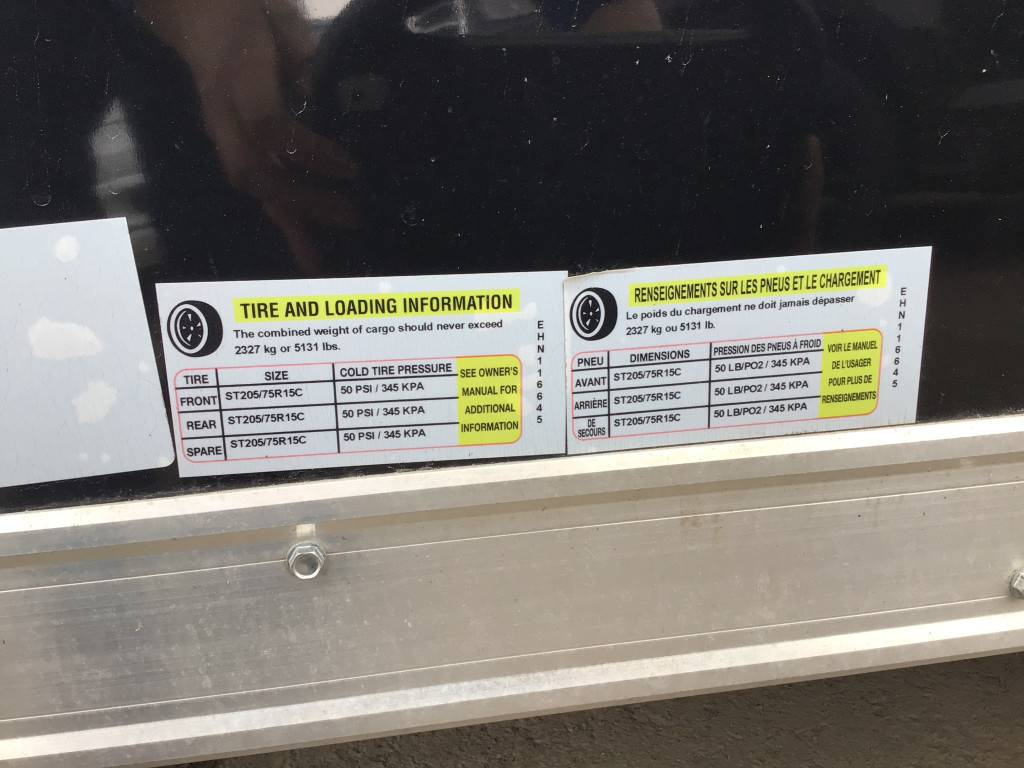 TIRE AND LOADING INFORMATION
The combined weight of cargo should never exceed
2327 kg or 5131 lbs.
TIRE SIZE COLD TIRE PRESSURE SEE OWNER'S
FRONT ST205/75R15C 50 PSI / 345 KPA MANUAL FOR
REAR ST205/75R15C 50 PSI / 345 KPA ADDITIONAL
SPARE ST205/75R15C 50 PSI / 345 KPA INFORMATION
EHN116645
RENSEIGNEMENTS SUR LES PNEUS ET LE CHARGEMENT
Le poids du chargement ne doit jamais dépasser
2327 kg ou 5131 lb.
PNEU DIMENSIONS PRESSION DES PNEUS À FROID VOIR LE MANUEL
AVANT ST205/75R15C 50 LB/PO2 / 345 KPA DE L'USAGER
ARRIÈRE ST205/75R15C 50 LB/PO2 / 345 KPA POUR PLUS DE
DE SECOURS ST205/75R15C 50 LB/PO2 / 345 KPA RENSEIGNEMENTS
EHN116645